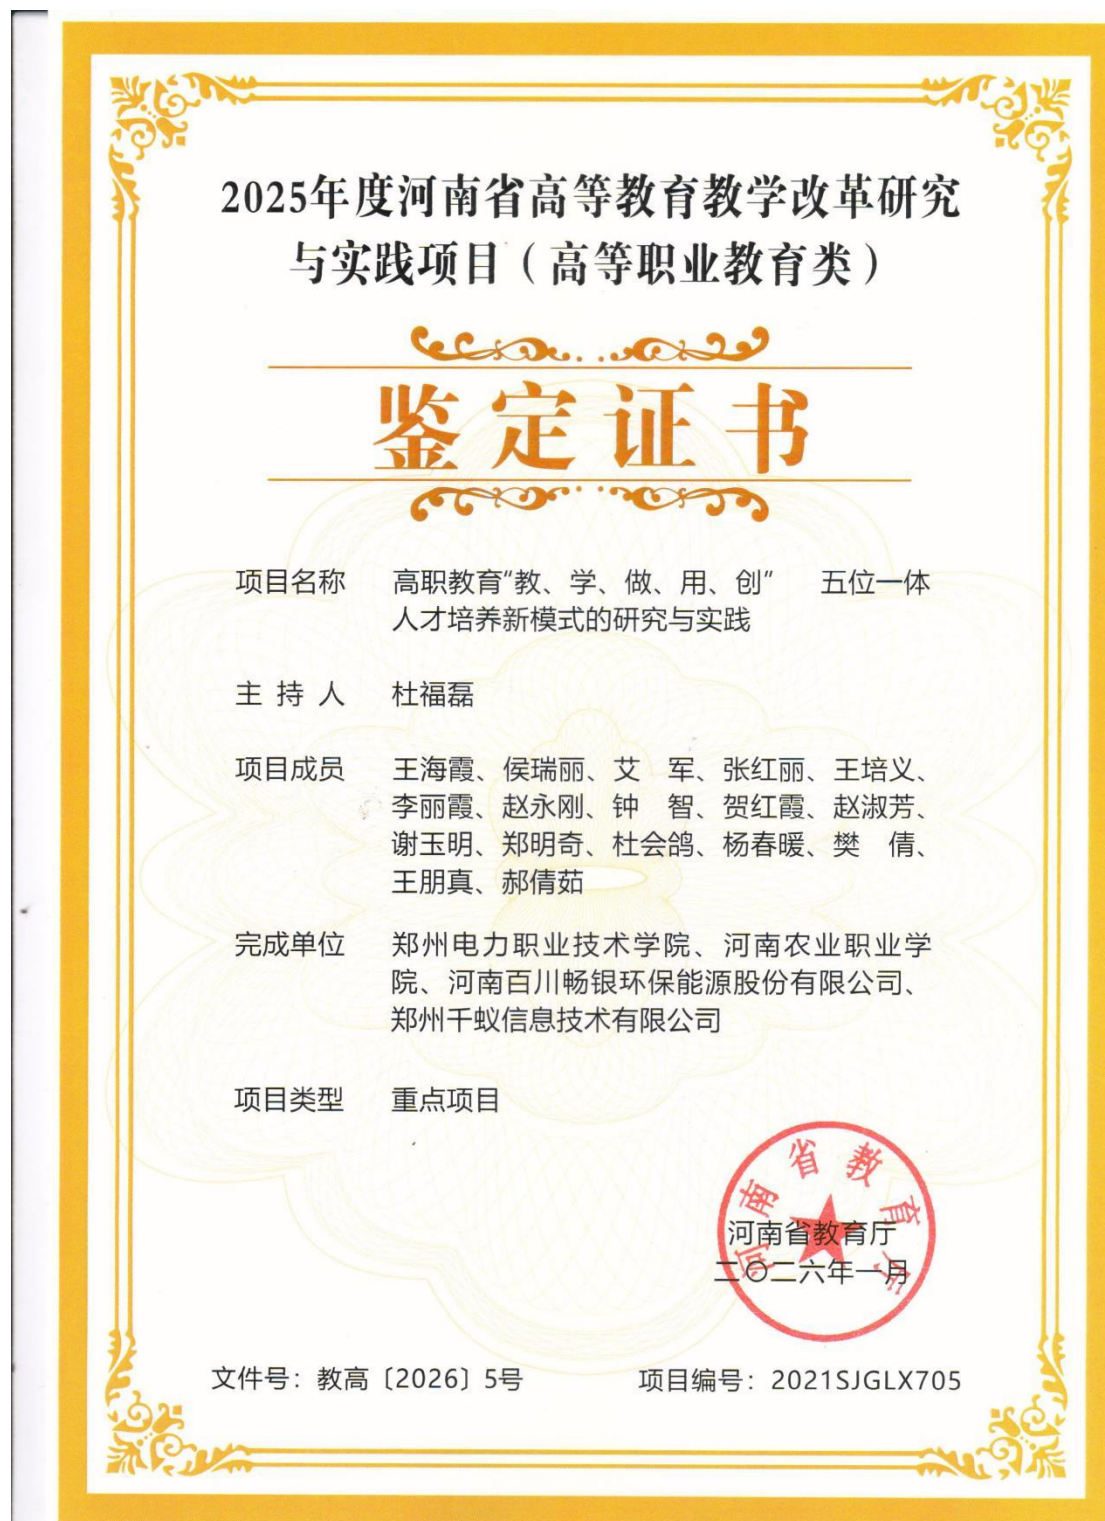 2025年度河南省高等教育教学改革研究
与实践项目（高等职业教育类）
鉴定证书
项目名称 高职教育“教、学、做、用、创” 五位一体
人才培养新模式的研究与实践
主 持 人 杜福磊
项目成员 王海霞、侯瑞丽、艾 军、张红丽、王培义、
李丽霞、赵永刚、钟 智、贺红霞、赵淑芳、
谢玉明、郑明奇、杜会鸽、杨春暖、樊 倩、
王朋真、郝倩茹
完成单位 郑州电力职业技术学院、河南农业职业学
院、河南百川畅银环保能源股份有限公司、
郑州千蚁信息技术有限公司
项目类型 重点项目
河南省教育厅
河南省教育厅
二〇二六年一月
文件号：教高〔2026〕5号 项目编号：2021SJGLX705